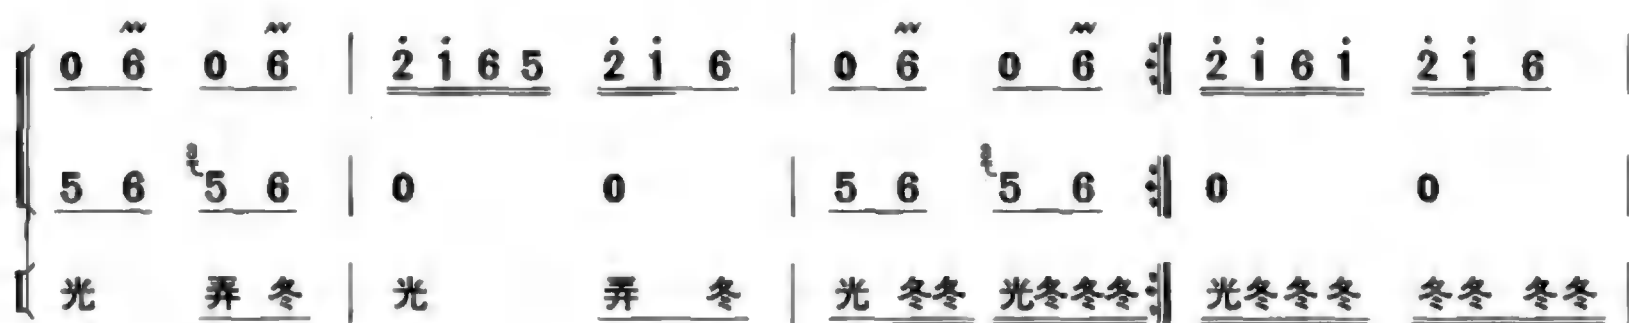 0 6 0 6 | 2̇ 1̇ 6 5 2̇ 1̇ 6 | 0 6 0 6 :‖ 2̇ 1̇ 6 1̇ 2̇ 1̇ 6 |
5 6 5 6 | 0 0 | 5 6 5 6 :‖ 0 0 |
光 弄 冬 | 光 弄 冬 | 光 冬冬 光冬冬冬 :‖ 光冬冬冬 冬冬 冬冬 |